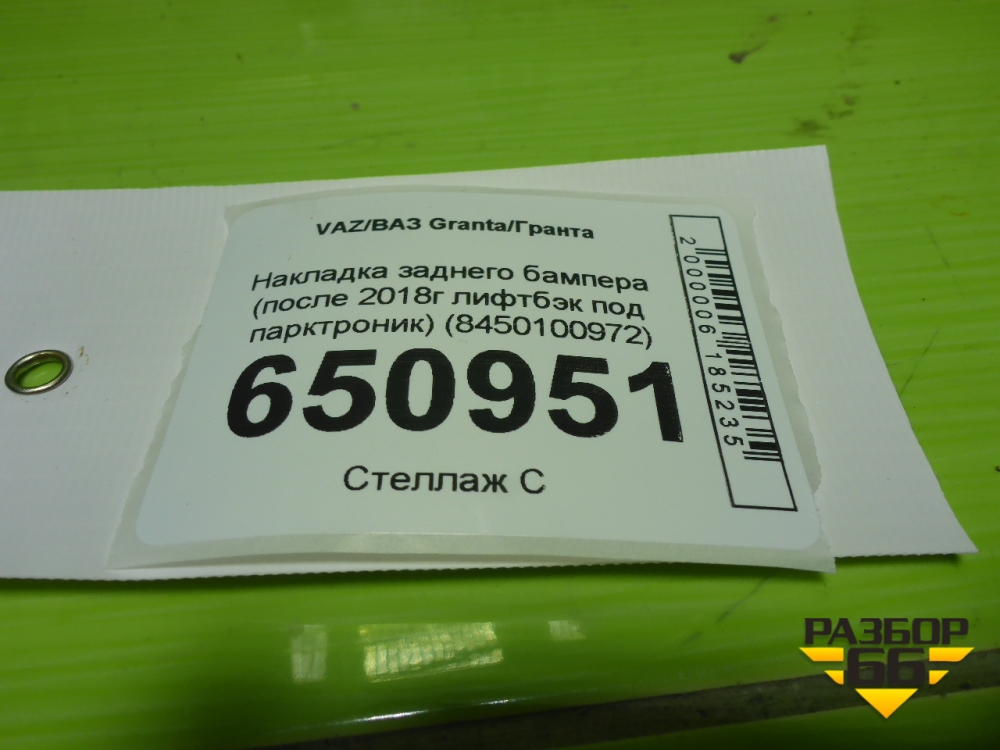 VAZ/ВАЗ Granta/Гранта
Накладка заднего бампера
(после 2018г лифтбэк под
парктроник) (8450100972)
650951
Стеллаж С
2000006185235
РАЗБОР
66